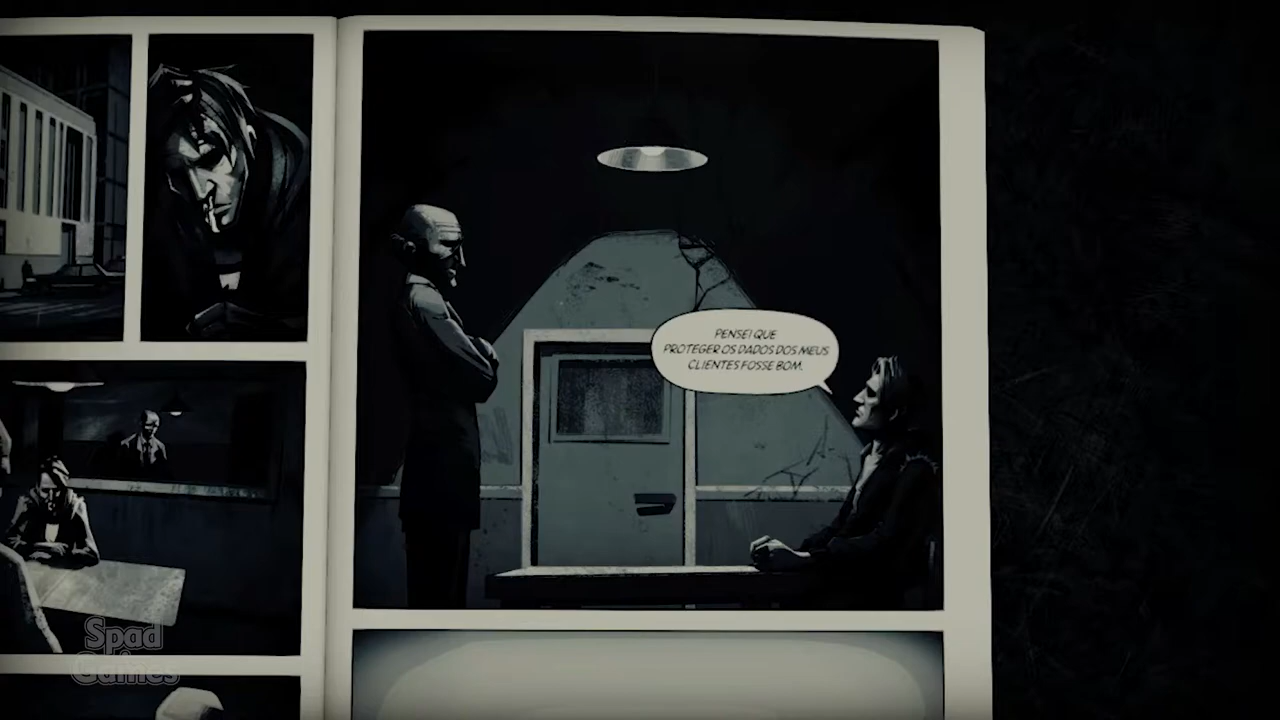 PENSEI QUE
PROTEGER OS DADOS DOS MEUS
CLIENTES FOSSE BOM.
Spad
Games